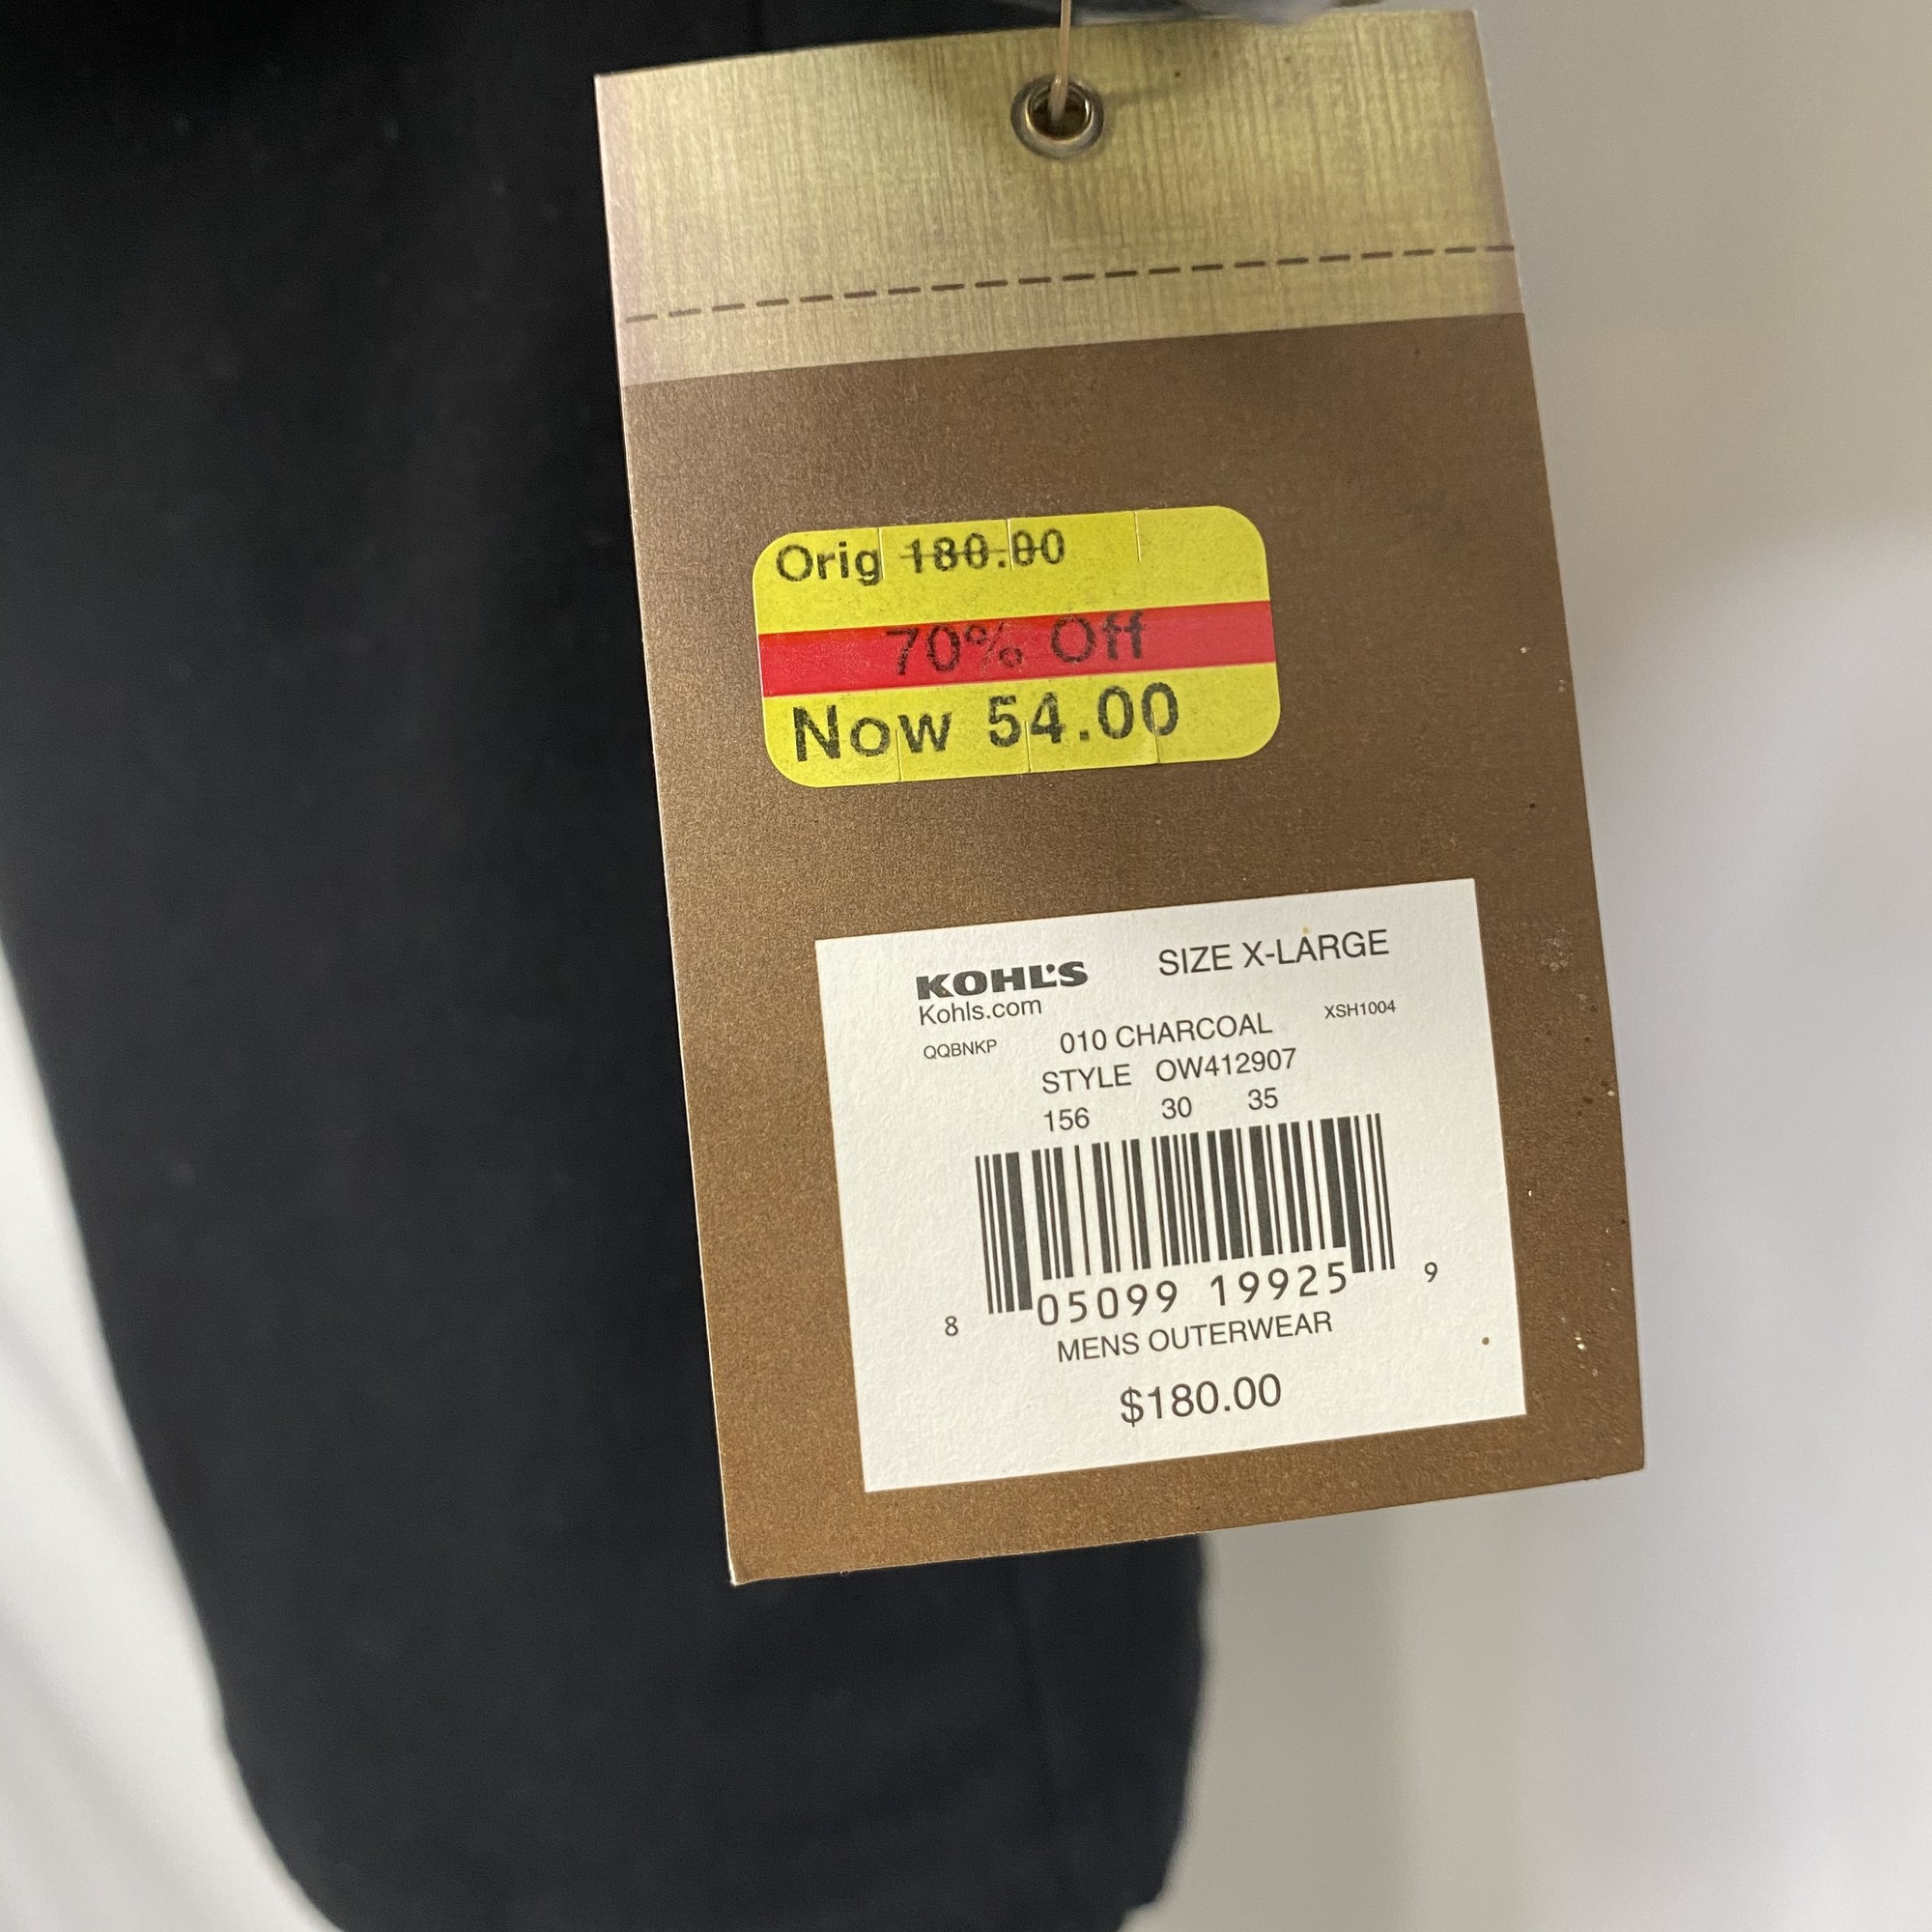 Orig 180.00
70% Off
Now 54.00
KOHL'S SIZE X-LARGE
Kohls.com
QQBNKP 010 CHARCOAL XSH1004
STYLE OW412907
156 30 35
8 05099 19925 9
MENS OUTERWEAR
$180.00